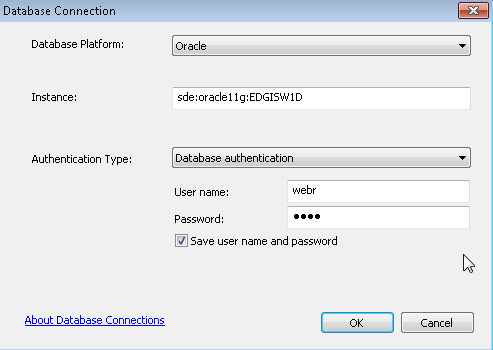 Database Connection
Database Platform: Oracle
Instance: sde:oracle11g:EDGISW1D
Authentication Type: Database authentication
User name: webr
Password: ••••
Save user name and password
About Database Connections OK Cancel